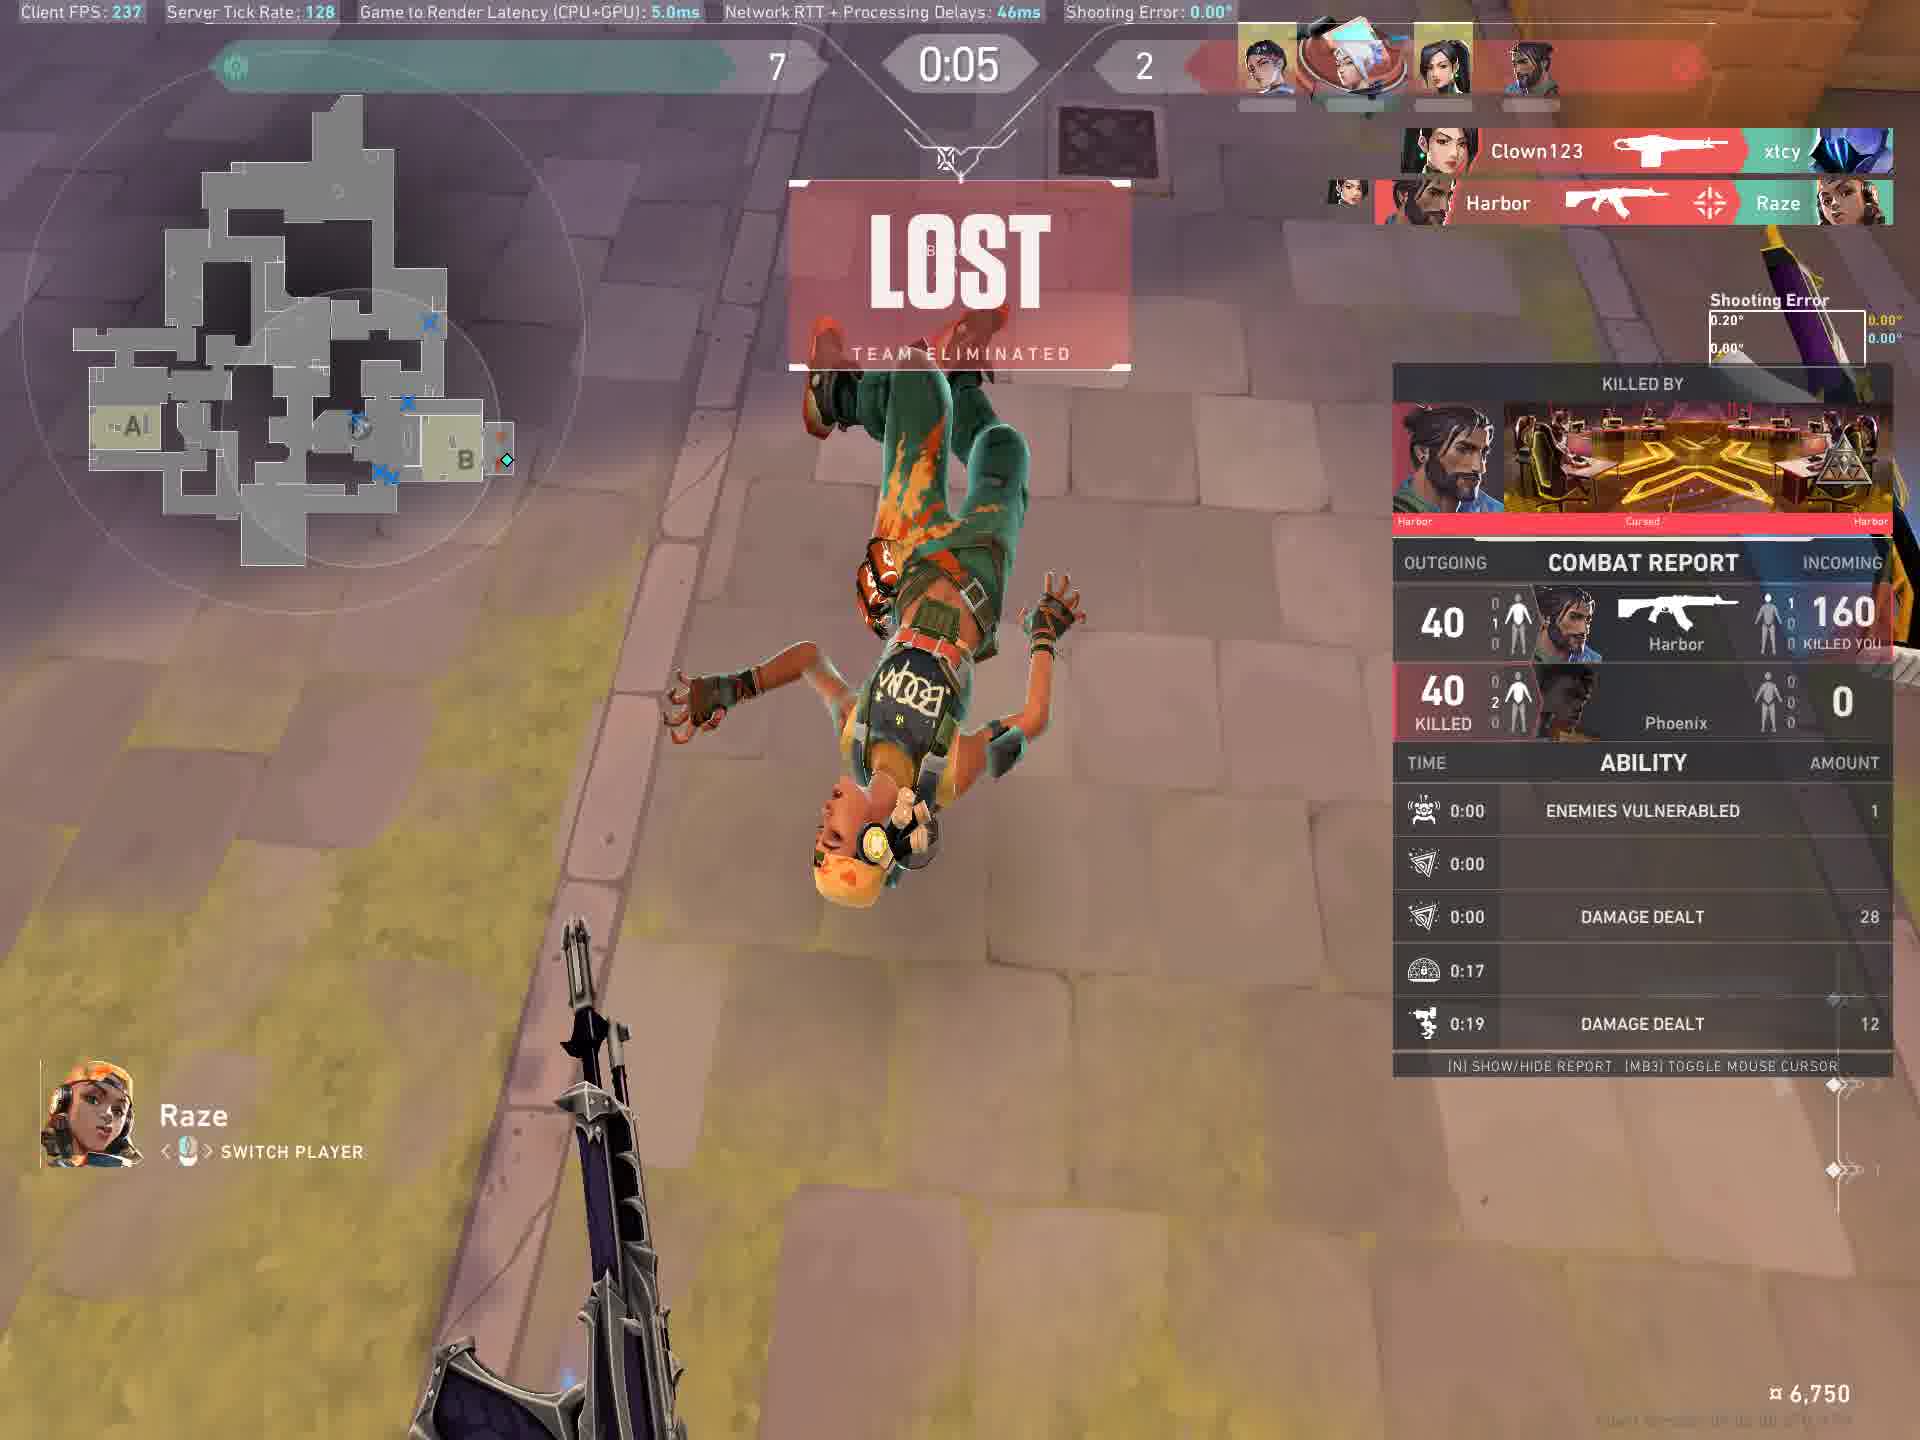 Client FPS: 237 Server Tick Rate: 128 Game to Render Latency (CPU+GPU): 5.0ms Network RTT + Processing Delays: 46ms Shooting Error: 0.00°
7 0:05 2
Clown123 xtcy
Harbor Raze
LOST
TEAM ELIMINATED
A
B
Shooting Error
0.20° 0.00°
0.00°
0.00°
KILLED BY
Harbor Cursed Harbor
OUTGOING COMBAT REPORT INCOMING
40 0 1 0 Harbor 1 0 0 160 KILLED YOU
40 KILLED 0 2 0 Phoenix 0 0 0 0
TIME ABILITY AMOUNT
0:00 ENEMIES VULNERABLED 1
0:00
0:00 DAMAGE DEALT 28
0:17
0:19 DAMAGE DEALT 12
[N] SHOW/HIDE REPORT [MB3] TOGGLE MOUSE CURSOR
BOOM
Raze
< > SWITCH PLAYER
1
¤ 6,750